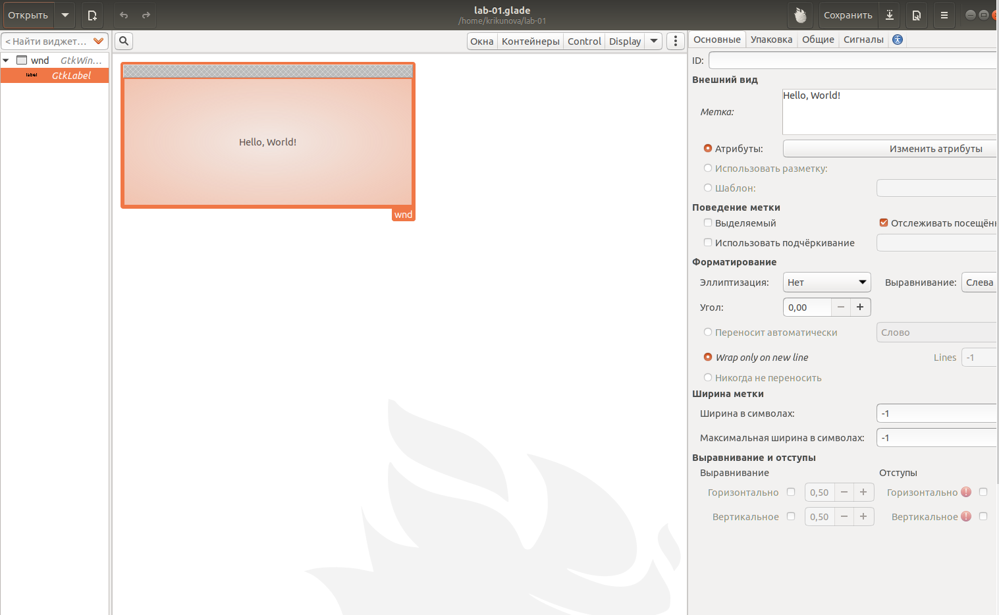 Открыть
lab-01.glade
/home/krikunova/lab-01
Сохранить
< Найти виджет…
Окна Контейнеры Control Display
Основные Упаковка Общие Сигналы
wnd GtkWin…
label GtkLabel
Hello, World!
wnd
ID:
Внешний вид
Метка: Hello, World!
Атрибуты: Изменить атрибуты
Использовать разметку:
Шаблон:
Поведение метки
Выделяемый Отслеживать
Использовать подчёркивание
Форматирование
Эллиптизация: Нет Выравнивание: Слева
Угол: 0,00 − +
Переносит автоматически Слово
Wrap only on new line Lines -1
Никогда не переносить
Ширина метки
Ширина в символах: -1
Максимальная ширина в символах: -1
Выравнивание и отступы
Выравнивание Отступы
Горизонтально 0,50 − + Горизонтально !
Вертикальное 0,50 − + Вертикальное !